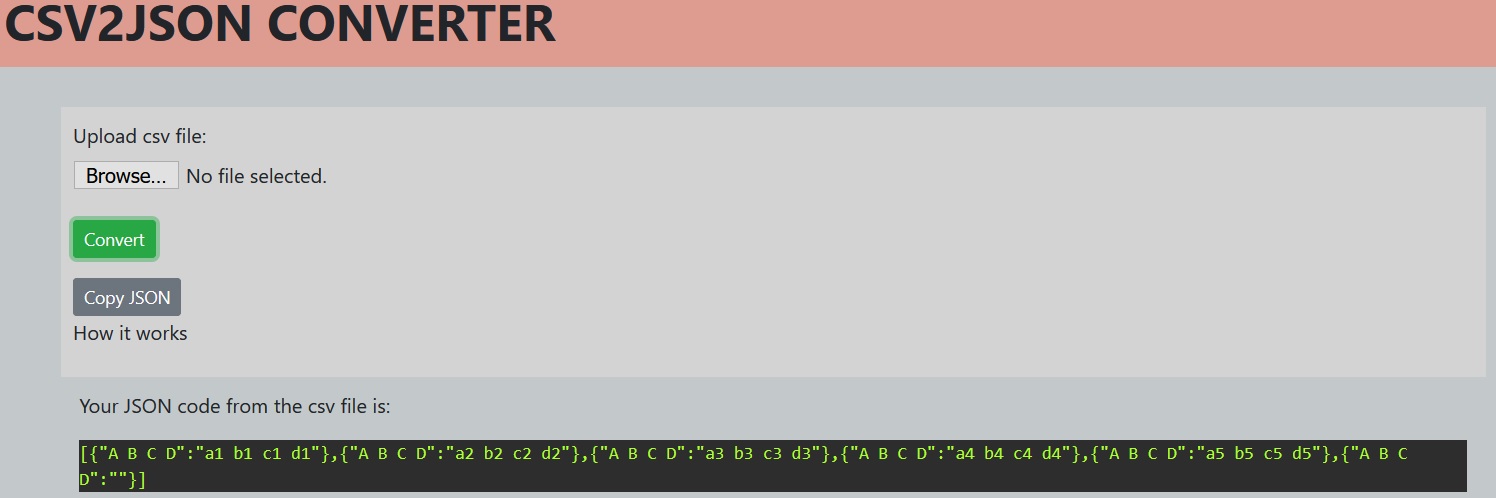 CSV2JSON CONVERTER
Upload csv file:
Browse... No file selected.
Convert
Copy JSON
How it works
Your JSON code from the csv file is:
[{"A B C D":"a1 b1 c1 d1"},{"A B C D":"a2 b2 c2 d2"},{"A B C D":"a3 b3 c3 d3"},{"A B C D":"a4 b4 c4 d4"},{"A B C D":"a5 b5 c5 d5"},{"A B C
D":""}]